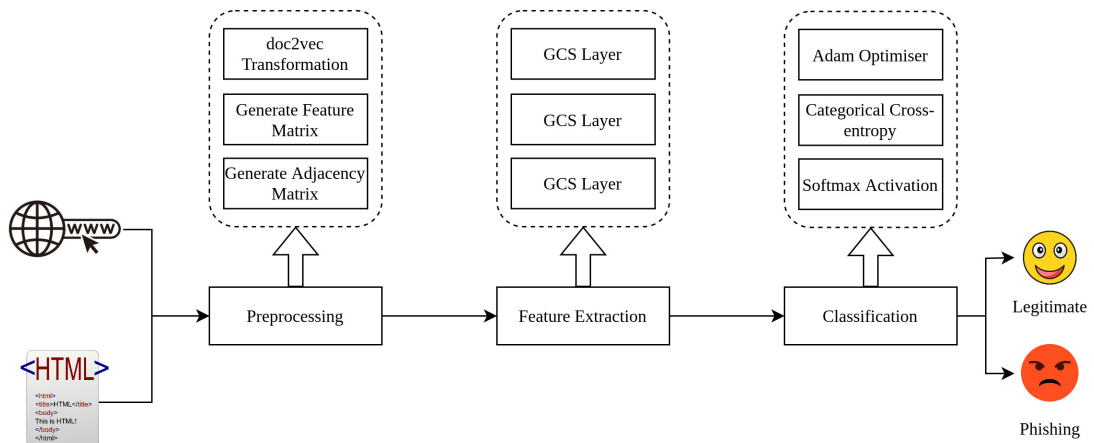 doc2vec
Transformation
Generate Feature
Matrix
Generate Adjacency
Matrix
GCS Layer
GCS Layer
GCS Layer
Adam Optimiser
Categorical Cross-
entropy
Softmax Activation
WWW
Preprocessing
Feature Extraction
Classification
Legitimate
Phishing
<HTML>
<html>
<title>HTML</title>
<body>
This is HTML!
</body>
</html>